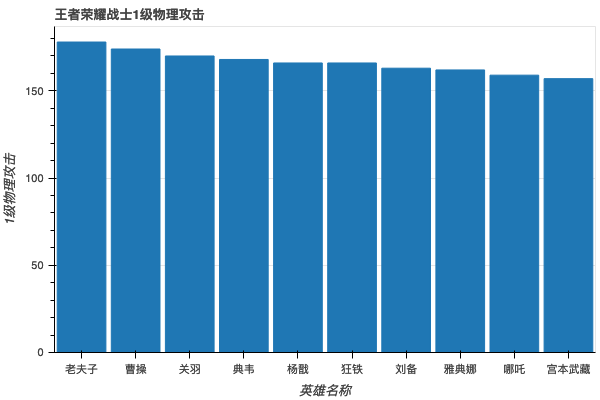 王者荣耀战士1级物理攻击
1级物理攻击
150
100
50
0
老夫子 曹操 关羽 典韦 杨戬 狂铁 刘备 雅典娜 哪吒 宫本武藏
英雄名称